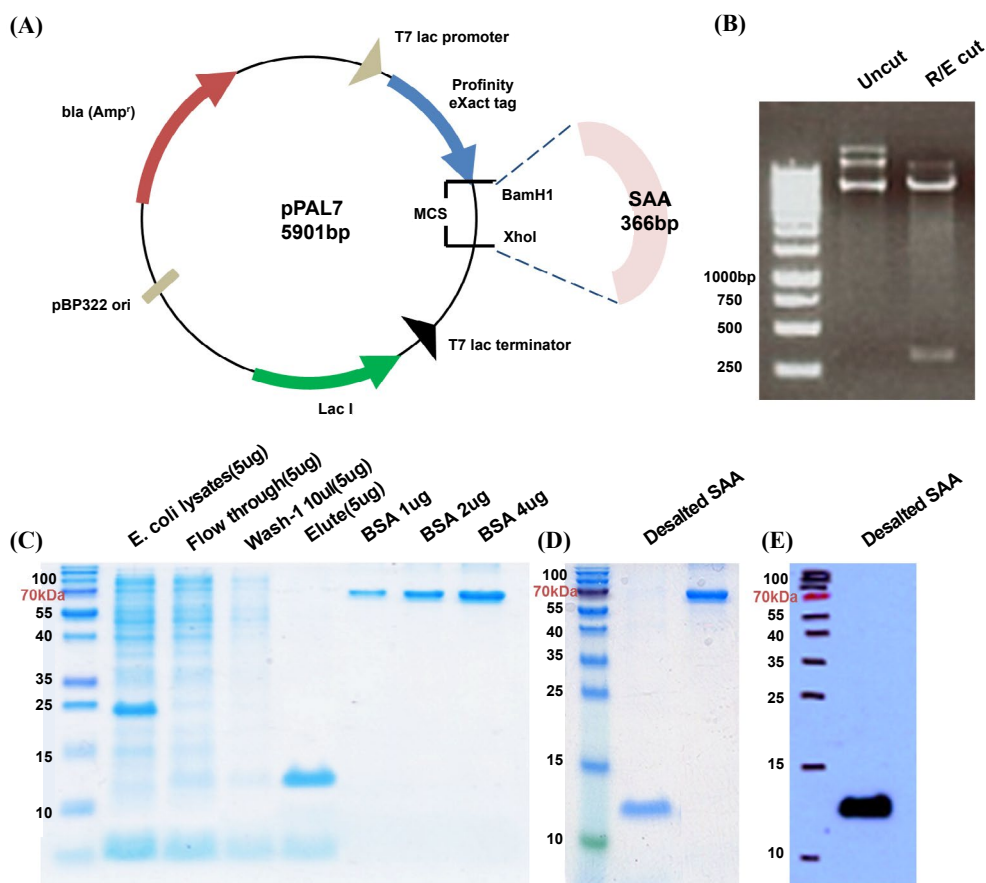 (A)
T7 lac promoter
Profinity
eXact tag
bla (Ampʳ)
pPAL7
5901bp
MCS
BamH1
XhoI
SAA
366bp
pBP322 ori
T7 lac terminator
Lac I
(B)
Uncut
R/E cut
1000bp
750
500
250
(C)
E. coli lysates(5ug)
Flow through(5ug)
Wash-1 10ul(5ug)
Elute(5ug)
BSA 1ug
BSA 2ug
BSA 4ug
100
70kDa
55
40
35
25
15
10
(D)
Desalted SAA
100
70kDa
55
40
35
25
15
10
(E)
Desalted SAA
100
70kDa
55
40
35
25
15
10